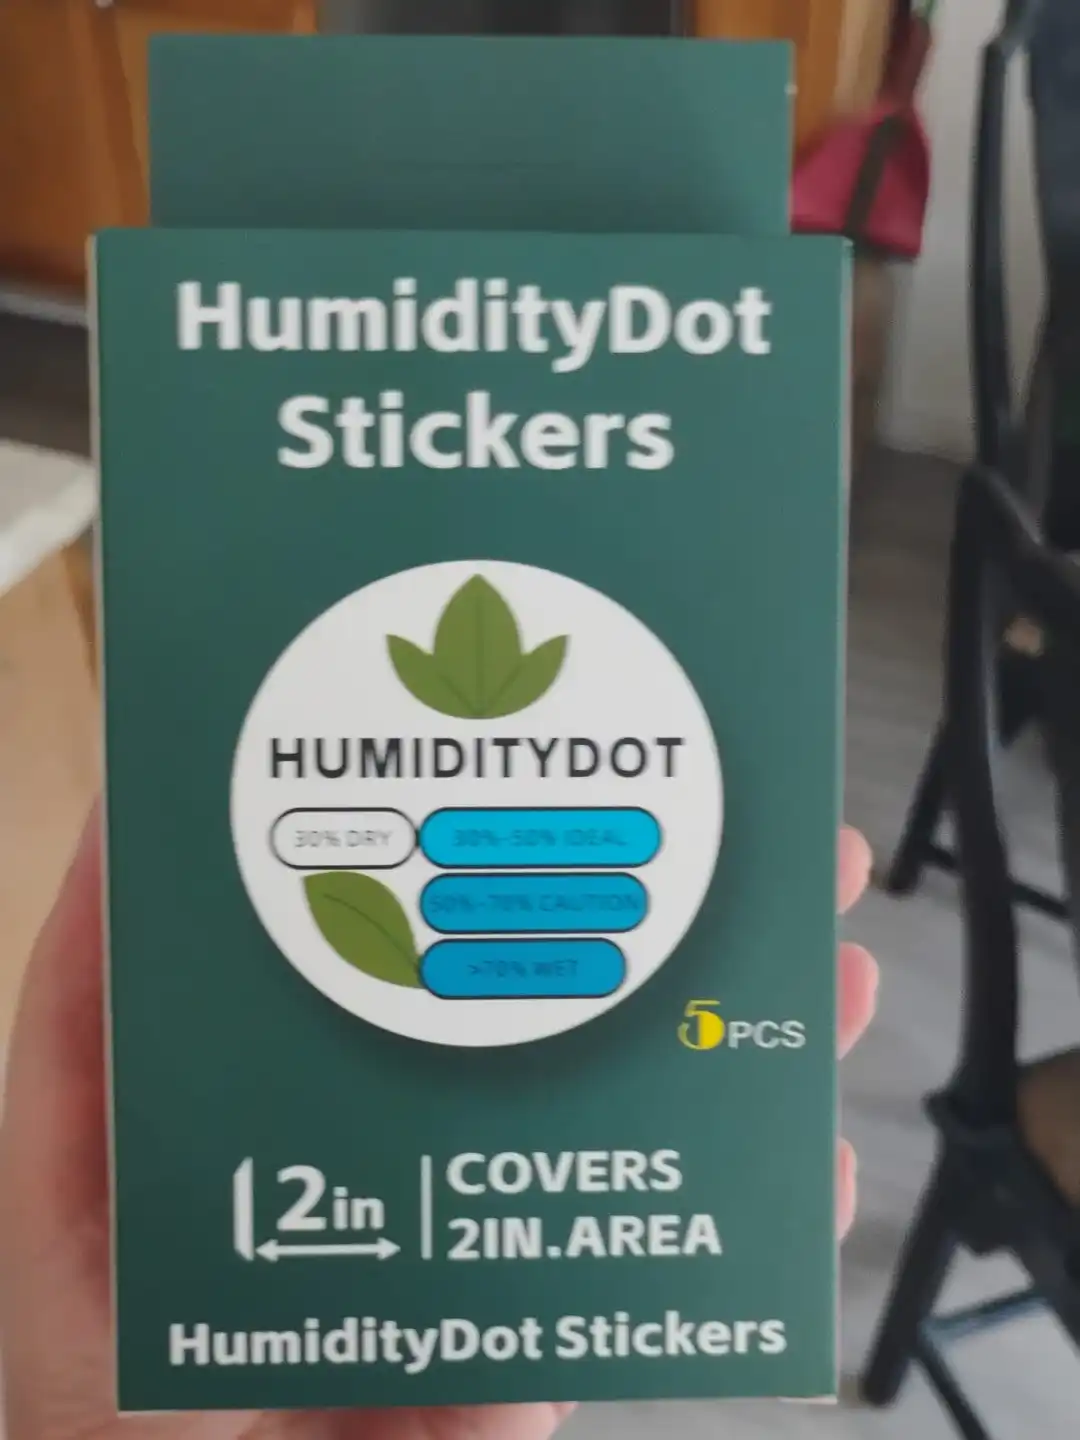 HumidityDot
Stickers
HUMIDITYDOT
30% DRY
30%-50% IDEAL
50%-70% CAUTION
>70% WET
5PCS
2in
COVERS
2IN.AREA
HumidityDot Stickers